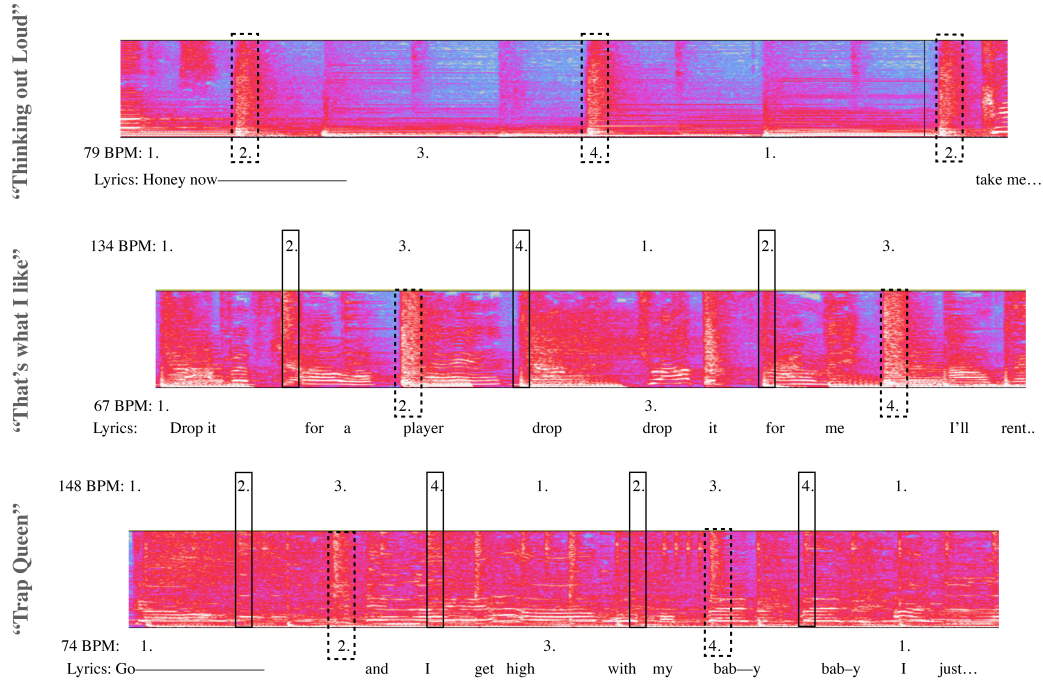 “Thinking out Loud”
79 BPM: 1. 2. 3. 4. 1. 2.
Lyrics: Honey now take me…
“That’s what I like”
134 BPM: 1. 2. 3. 4. 1. 2. 3.
67 BPM: 1. 2. 3. 4.
Lyrics: Drop it for a player drop drop it for me I’ll rent..
“Trap Queen”
148 BPM: 1. 2. 3. 4. 1. 2. 3. 4. 1.
74 BPM: 1. 2. 3. 4. 1.
Lyrics: Go and I get high with my bab—y bab–y I just…